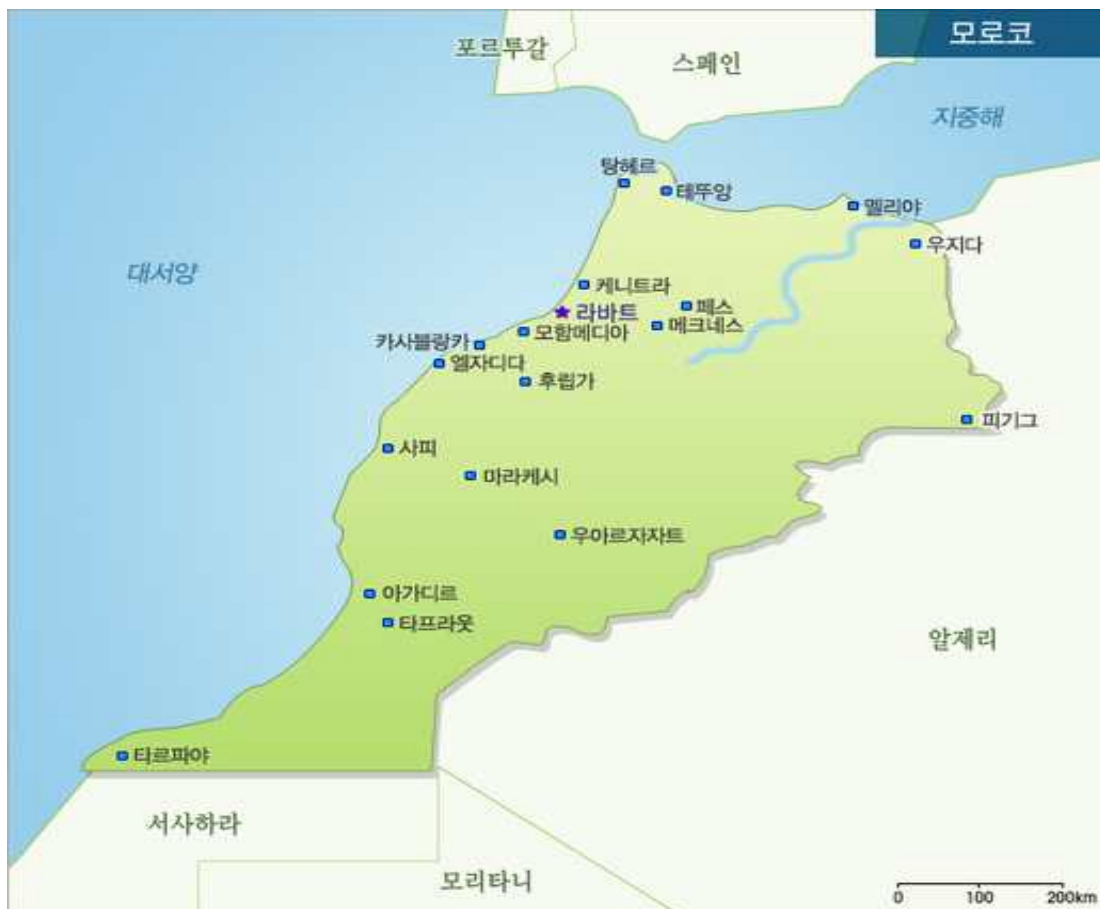 모로코
포르투갈
스페인
지중해
탕헤르
테뚜앙
멜리야
우지다
대서양
케니트라
페스
라바트
메크네스
모함메디아
카사블랑카
엘자디다
후립가
피기그
사피
마라케시
우아르자자트
아가디르
타프라웃
알제리
타르파야
서사하라
모리타니
0 100 200km